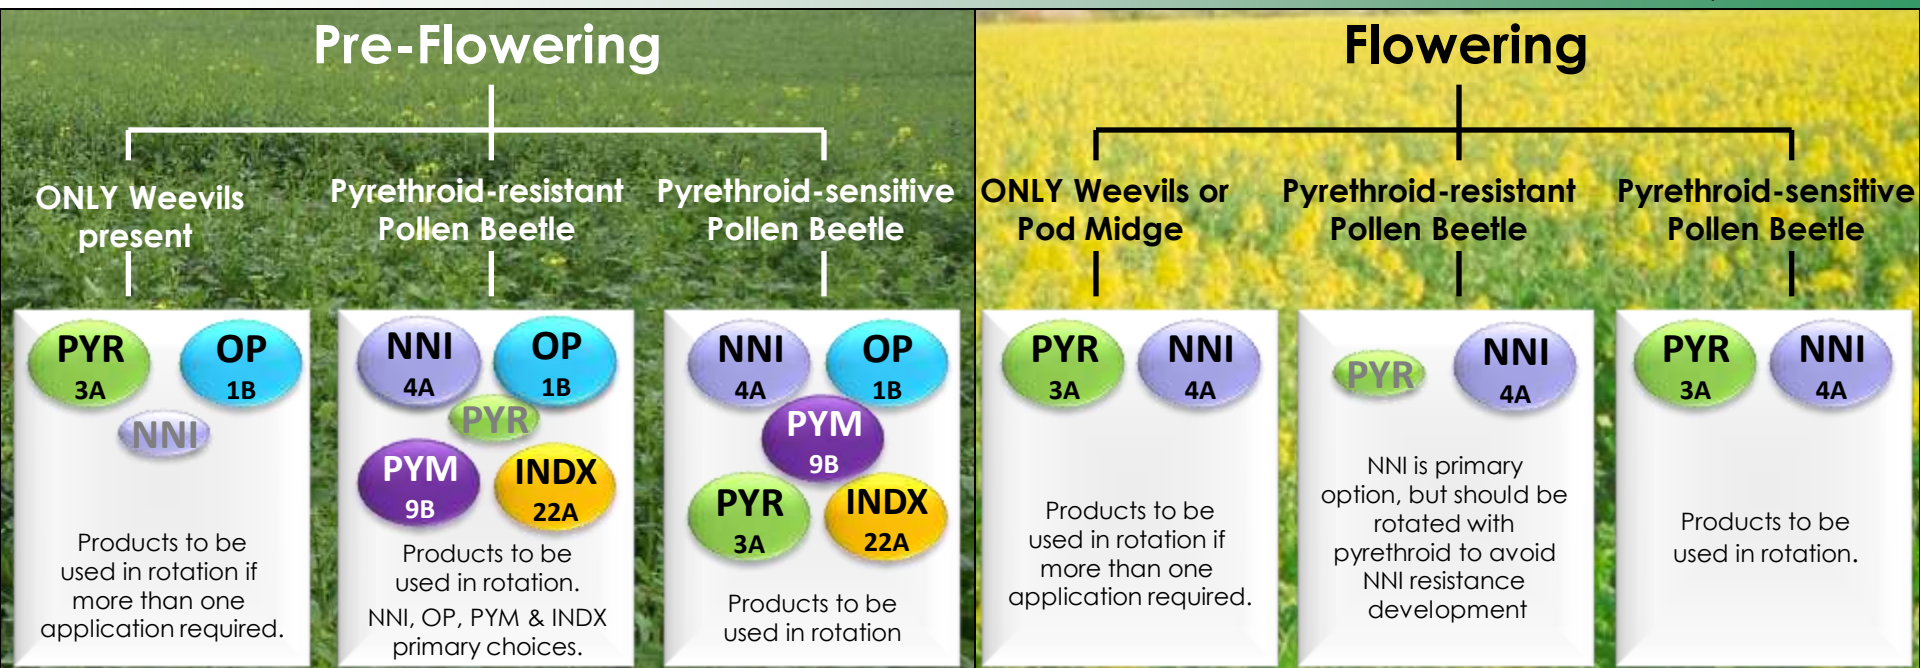 Pre-Flowering
ONLY Weevils
present
PYR
3A
OP
1B
NNI
Products to be
used in rotation if
more than one
application required.
Pyrethroid-resistant
Pollen Beetle
NNI
4A
OP
1B
PYR
PYM
9B
INDX
22A
Products to be
used in rotation.
NNI, OP, PYM & INDX
primary choices.
Pyrethroid-sensitive
Pollen Beetle
NNI
4A
OP
1B
PYM
9B
PYR
3A
INDX
22A
Products to be
used in rotation
Flowering
ONLY Weevils or
Pod Midge
PYR
3A
NNI
4A
Products to be
used in rotation if
more than one
application required.
Pyrethroid-resistant
Pollen Beetle
PYR
NNI
4A
NNI is primary
option, but should be
rotated with
pyrethroid to avoid
NNI resistance
development
Pyrethroid-sensitive
Pollen Beetle
PYR
3A
NNI
4A
Products to be
used in rotation.